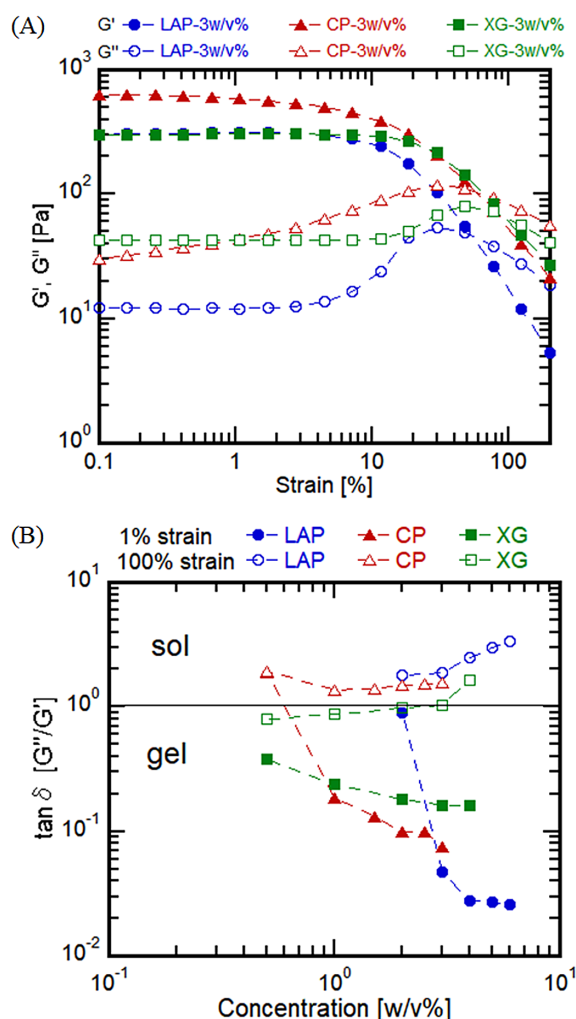 (A)
G' LAP-3w/v% CP-3w/v% XG-3w/v%
G'' LAP-3w/v% CP-3w/v% XG-3w/v%
10³
10²
10¹
10⁰
G', G'' [Pa]
0.1 1 10 100
Strain [%]
(B)
1% strain LAP CP XG
100% strain LAP CP XG
10¹
sol
10⁰
gel
10⁻¹
10⁻²
tan δ [G''/G']
10⁻¹ 10⁰ 10¹
Concentration [w/v%]